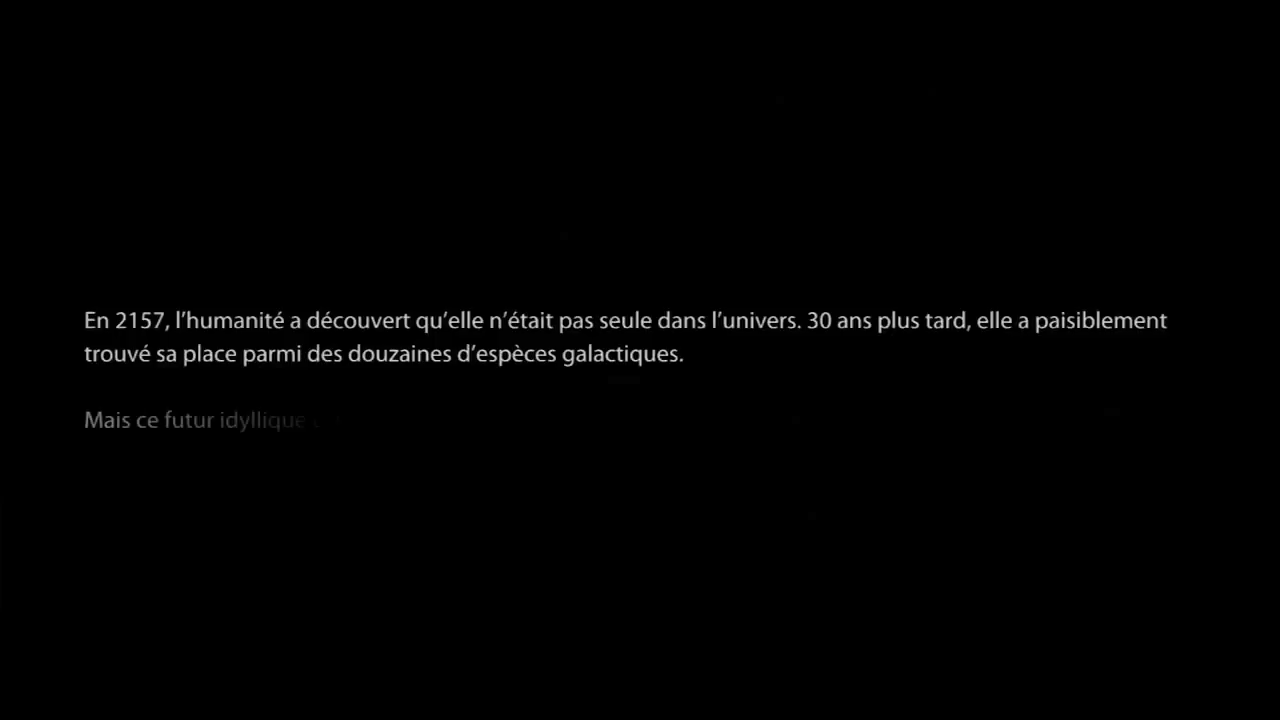 En 2157, l’humanité a découvert qu’elle n’était pas seule dans l’univers. 30 ans plus tard, elle a paisiblement
trouvé sa place parmi des douzaines d’espèces galactiques.
Mais ce futur idyllique